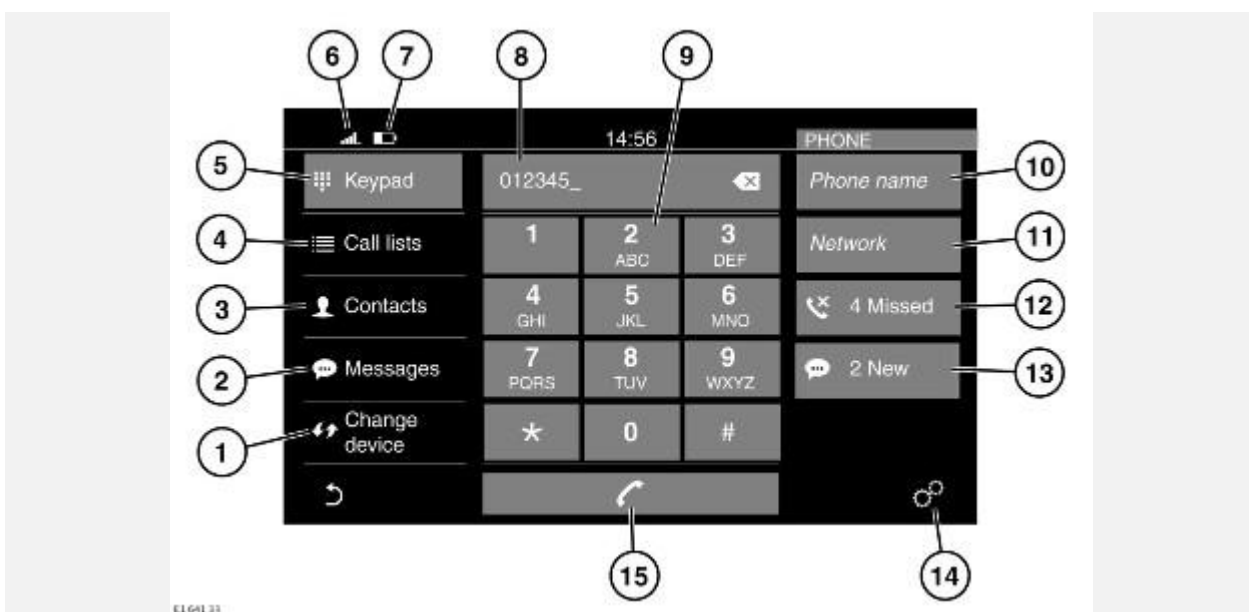 6 7 8 9
14:56 PHONE
5 Keypad 012345_ Phone name 10
4 Call lists 1 2 ABC 3 DEF Network 11
3 Contacts 4 GHI 5 JKL 6 MNO 4 Missed 12
2 Messages 7 PQRS 8 TUV 9 WXYZ 2 New 13
1 Change device * 0 #
15 14
E164133